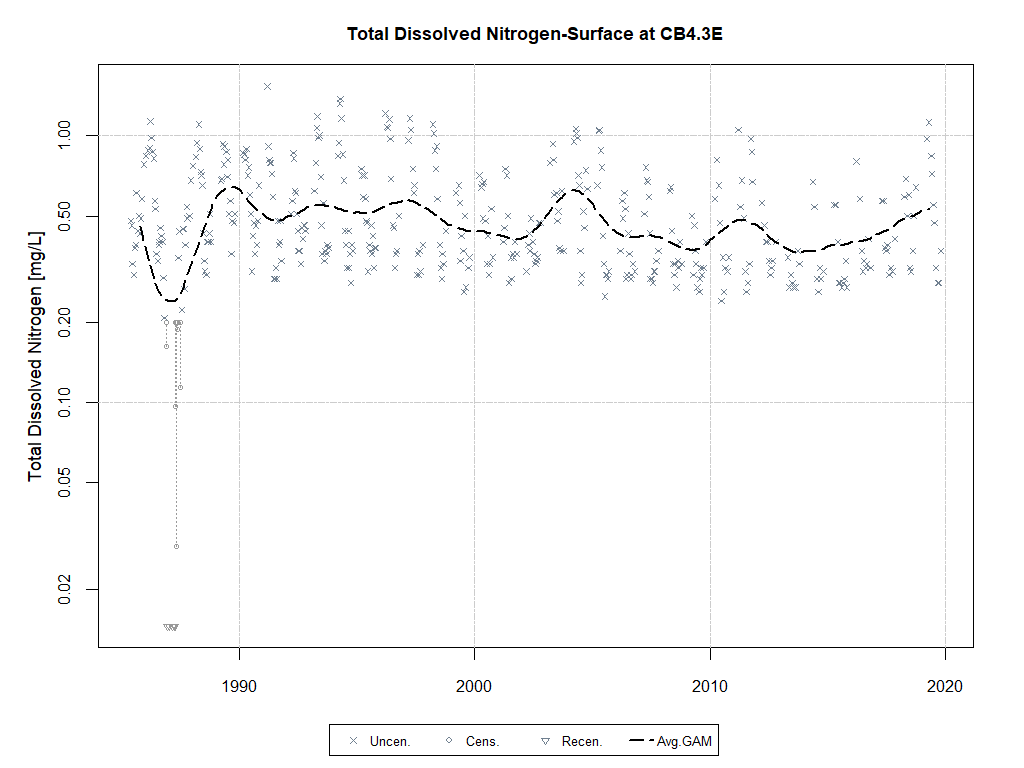 Total Dissolved Nitrogen-Surface at CB4.3E
Total Dissolved Nitrogen [mg/L]
1.00
0.50
0.20
0.10
0.05
0.02
1990 2000 2010 2020
Uncen. Cens. Recen. Avg.GAM